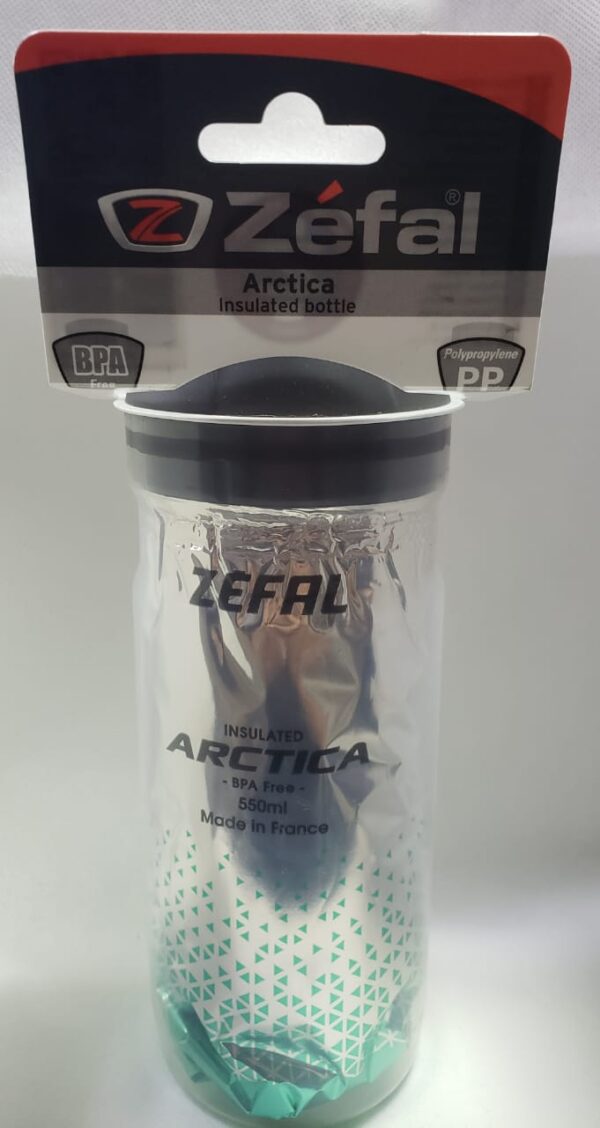 Z Zéfal®
Arctica
Insulated bottle
BPA
Free
Polypropylene
PP
ZEFAL
INSULATED
ARCTICA
- BPA Free -
550ml
Made in France